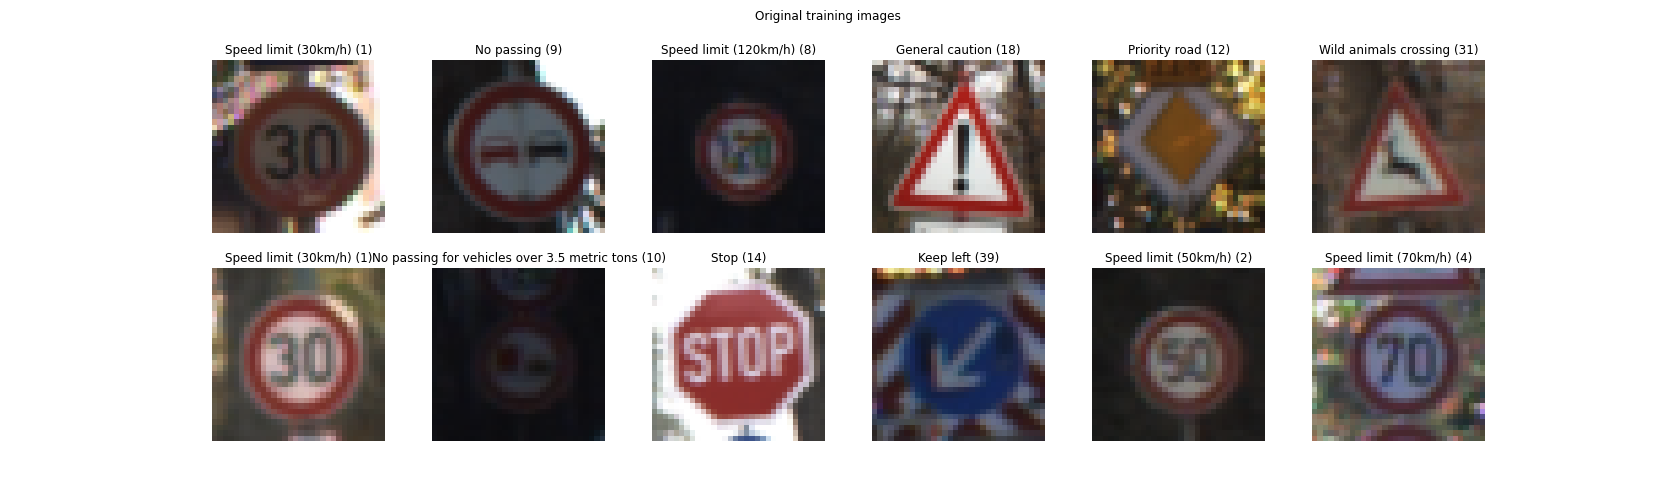 Original training images
Speed limit (30km/h) (1)
No passing (9)
Speed limit (120km/h) (8)
General caution (18)
Priority road (12)
Wild animals crossing (31)
30
!
Speed limit (30km/h) (1)
No passing for vehicles over 3.5 metric tons (10)
Stop (14)
Keep left (39)
Speed limit (50km/h) (2)
Speed limit (70km/h) (4)
30
STOP
50
70